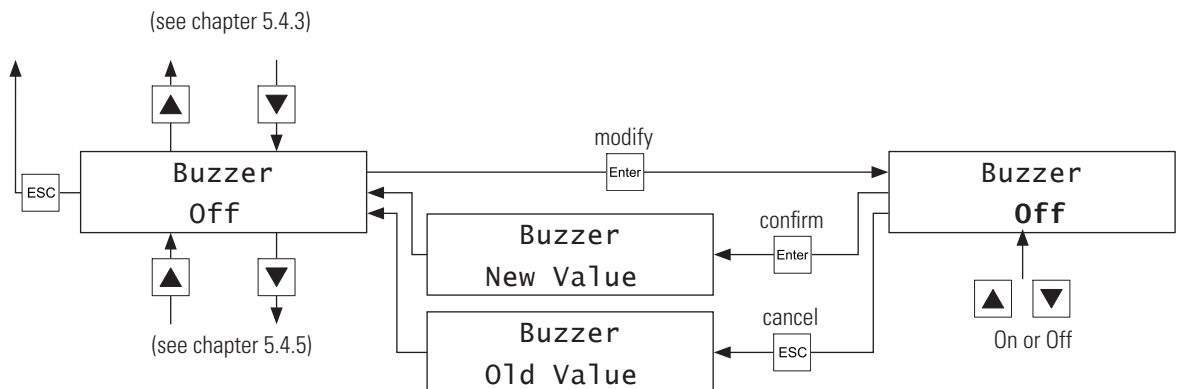 (see chapter 5.4.3)
modify
ESC
Buzzer
Off
Enter
Buzzer
Off
confirm
Buzzer
New Value
Enter
cancel
Buzzer
Old Value
ESC
(see chapter 5.4.5)
On or Off